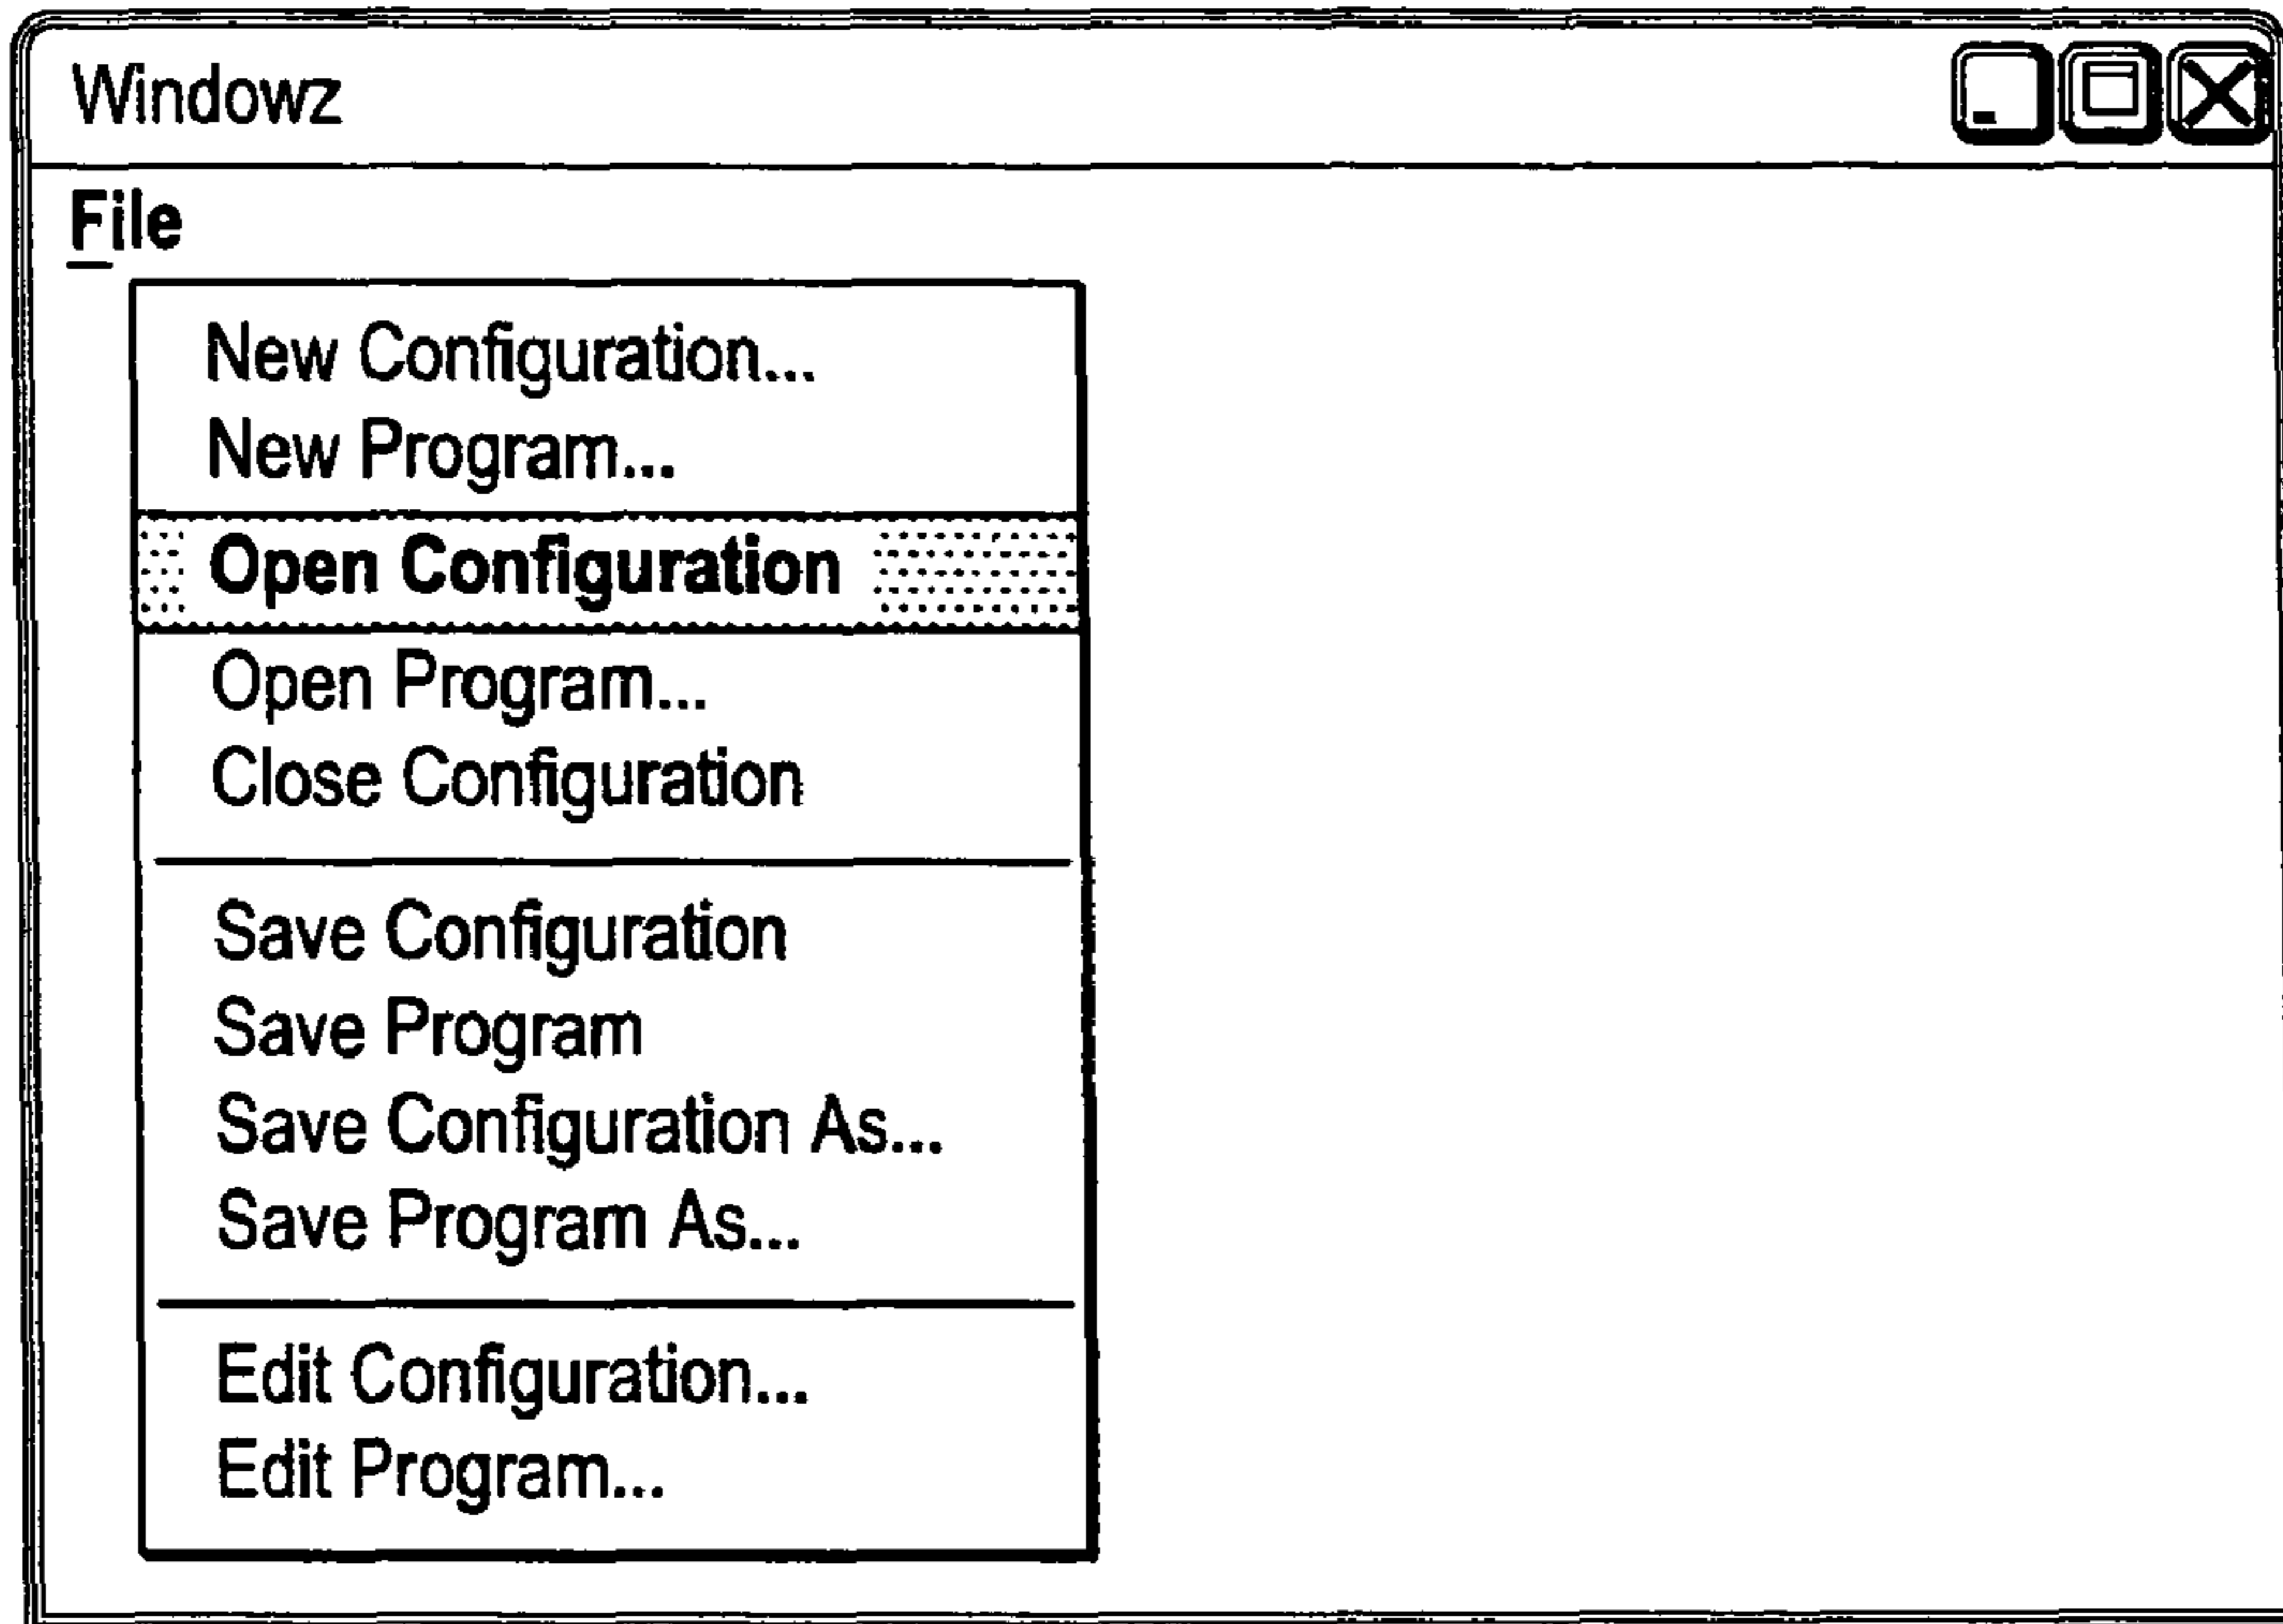 Windowz
File
New Configuration...
New Program...
Open Configuration
Open Program...
Close Configuration
Save Configuration
Save Program
Save Configuration As...
Save Program As...
Edit Configuration...
Edit Program...